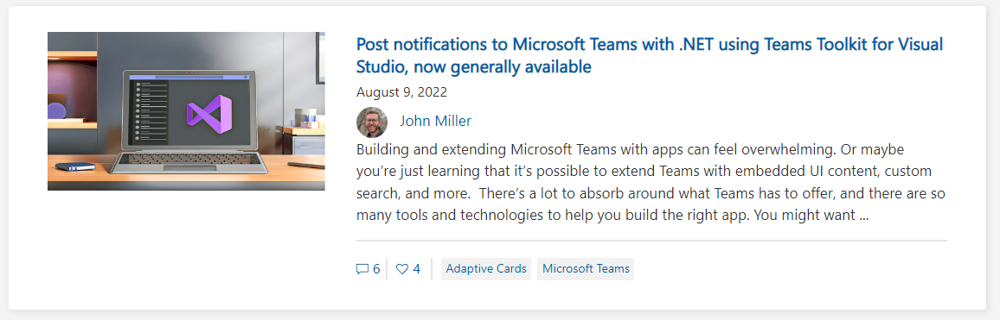 Post notifications to Microsoft Teams with .NET using Teams Toolkit for Visual
Studio, now generally available
August 9, 2022
John Miller
Building and extending Microsoft Teams with apps can feel overwhelming. Or maybe
you’re just learning that it’s possible to extend Teams with embedded UI content, custom
search, and more.  There’s a lot to absorb around what Teams has to offer, and there are so
many tools and technologies to help you build the right app. You might want ...
6 4 Adaptive Cards Microsoft Teams